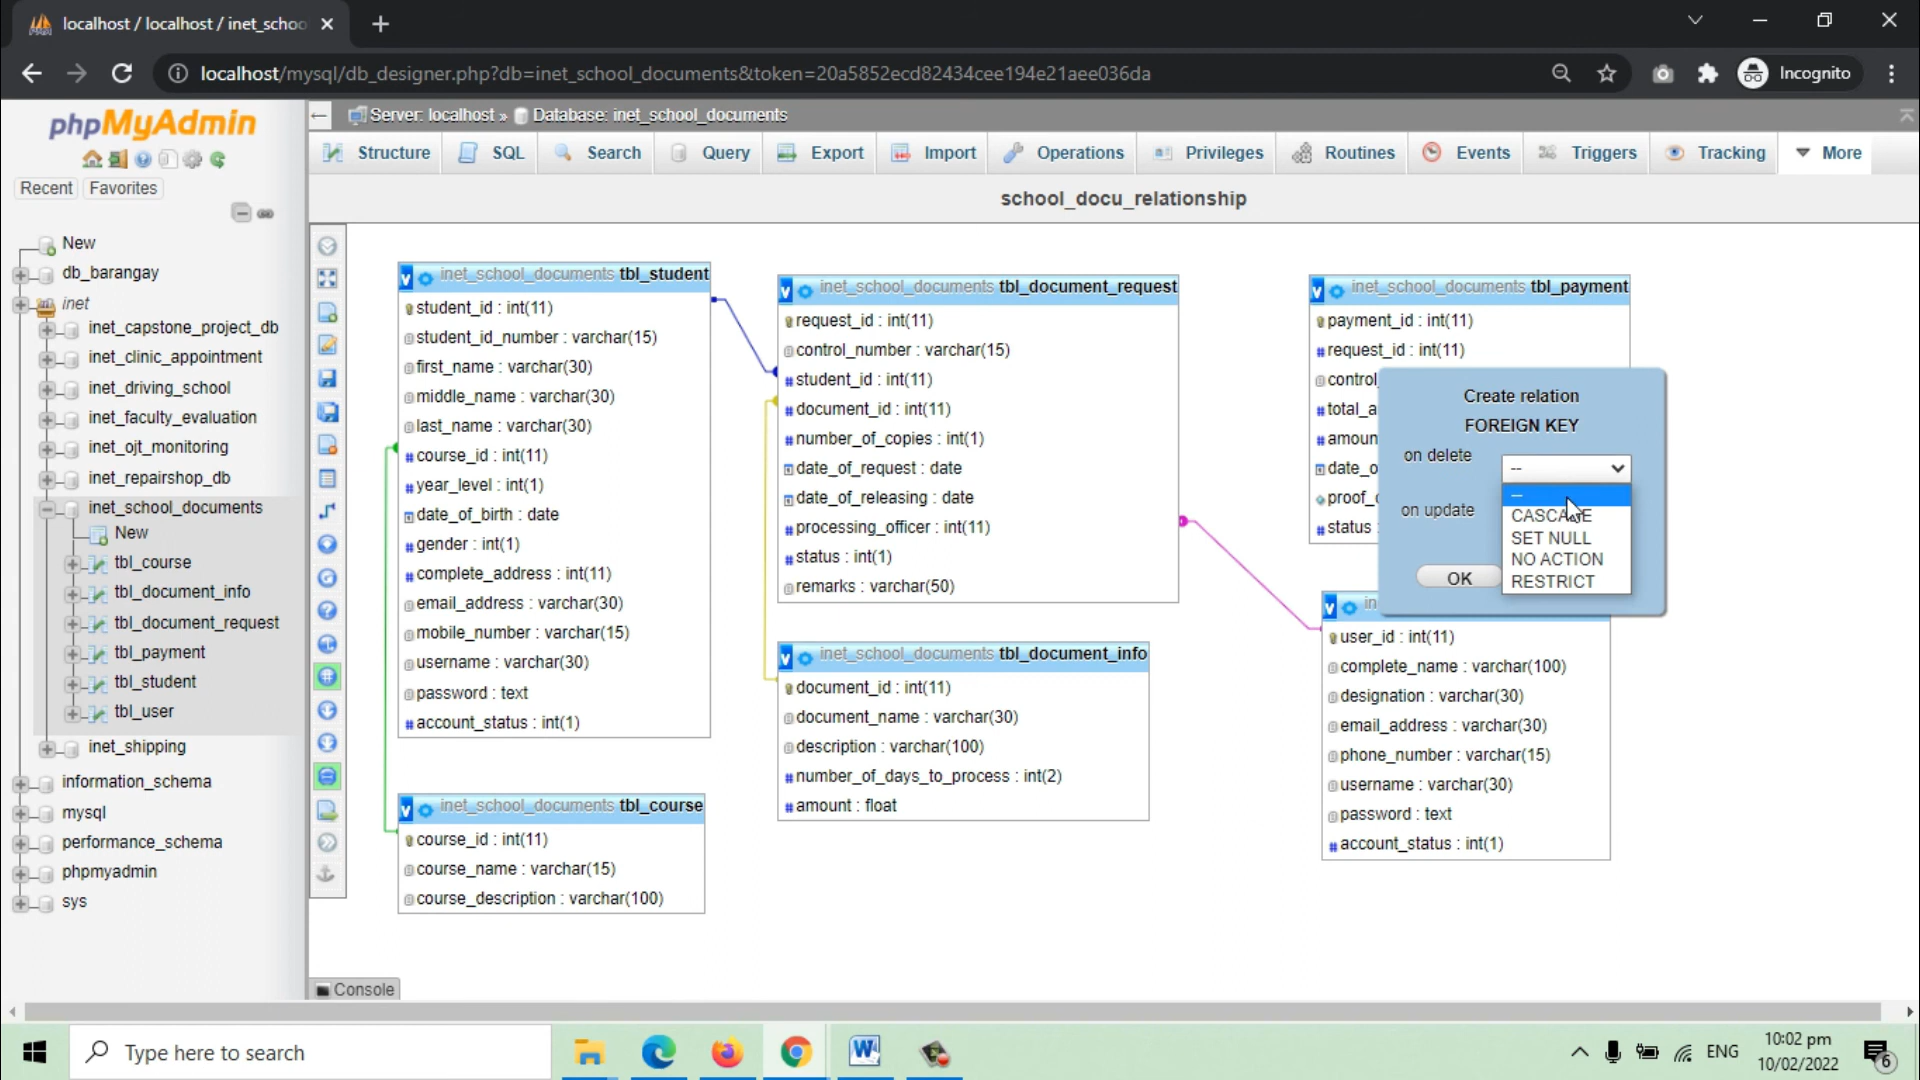 localhost / localhost / inet_schoo
localhost/mysql/db_designer.php?db=inet_school_documents&token=20a5852ecd82434cee194e21aee036da
Incognito
phpMyAdmin
Recent
Favorites
New
db_barangay
inet
inet_capstone_project_db
inet_clinic_appointment
inet_driving_school
inet_faculty_evaluation
inet_ojt_monitoring
inet_repairshop_db
inet_school_documents
New
tbl_course
tbl_document_info
tbl_document_request
tbl_payment
tbl_student
tbl_user
inet_shipping
information_schema
mysql
performance_schema
phpmyadmin
sys
Server: localhost » Database: inet_school_documents
Structure
SQL
Search
Query
Export
Import
Operations
Privileges
Routines
Events
Triggers
Tracking
More
school_docu_relationship
v inet_school_documents tbl_student
student_id : int(11)
student_id_number : varchar(15)
first_name : varchar(30)
middle_name : varchar(30)
last_name : varchar(30)
course_id : int(11)
year_level : int(1)
date_of_birth : date
gender : int(1)
complete_address : int(11)
email_address : varchar(30)
mobile_number : varchar(15)
username : varchar(30)
password : text
account_status : int(1)
v inet_school_documents tbl_course
course_id : int(11)
course_name : varchar(15)
course_description : varchar(100)
v inet_school_documents tbl_document_request
request_id : int(11)
control_number : varchar(15)
student_id : int(11)
document_id : int(11)
number_of_copies : int(1)
date_of_request : date
date_of_releasing : date
processing_officer : int(11)
status : int(1)
remarks : varchar(50)
v inet_school_documents tbl_document_info
document_id : int(11)
document_name : varchar(30)
description : varchar(100)
number_of_days_to_process : int(2)
amount : float
v inet_school_documents tbl_payment
payment_id : int(11)
request_id : int(11)
control
total_a
amoun
date_o
proof_
status :
Create relation
FOREIGN KEY
on delete
--
on update
--
CASCADE
SET NULL
NO ACTION
RESTRICT
OK
v in
user_id : int(11)
complete_name : varchar(100)
designation : varchar(30)
email_address : varchar(30)
phone_number : varchar(15)
username : varchar(30)
password : text
account_status : int(1)
Console
Type here to search
ENG
10:02 pm
10/02/2022
6